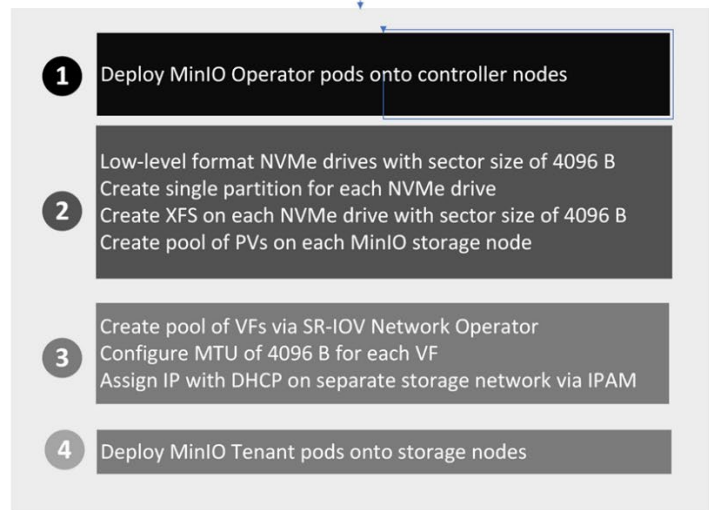 1
Deploy MinIO Operator pods onto controller nodes
2
Low-level format NVMe drives with sector size of 4096 B
Create single partition for each NVMe drive
Create XFS on each NVMe drive with sector size of 4096 B
Create pool of PVs on each MinIO storage node
3
Create pool of VFs via SR-IOV Network Operator
Configure MTU of 4096 B for each VF
Assign IP with DHCP on separate storage network via IPAM
4
Deploy MinIO Tenant pods onto storage nodes